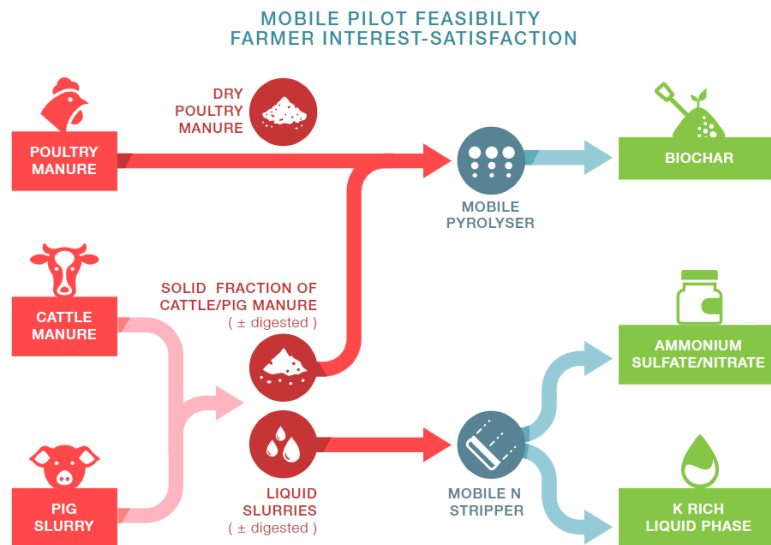 MOBILE PILOT FEASIBILITY
FARMER INTEREST-SATISFACTION
DRY
POULTRY
MANURE
POULTRY
MANURE
MOBILE
PYROLYSER
BIOCHAR
SOLID FRACTION OF
CATTLE/PIG MANURE
( ± digested )
CATTLE
MANURE
AMMONIUM
SULFATE/NITRATE
LIQUID
SLURRIES
( ± digested )
MOBILE N
STRIPPER
PIG
SLURRY
K RICH
LIQUID PHASE